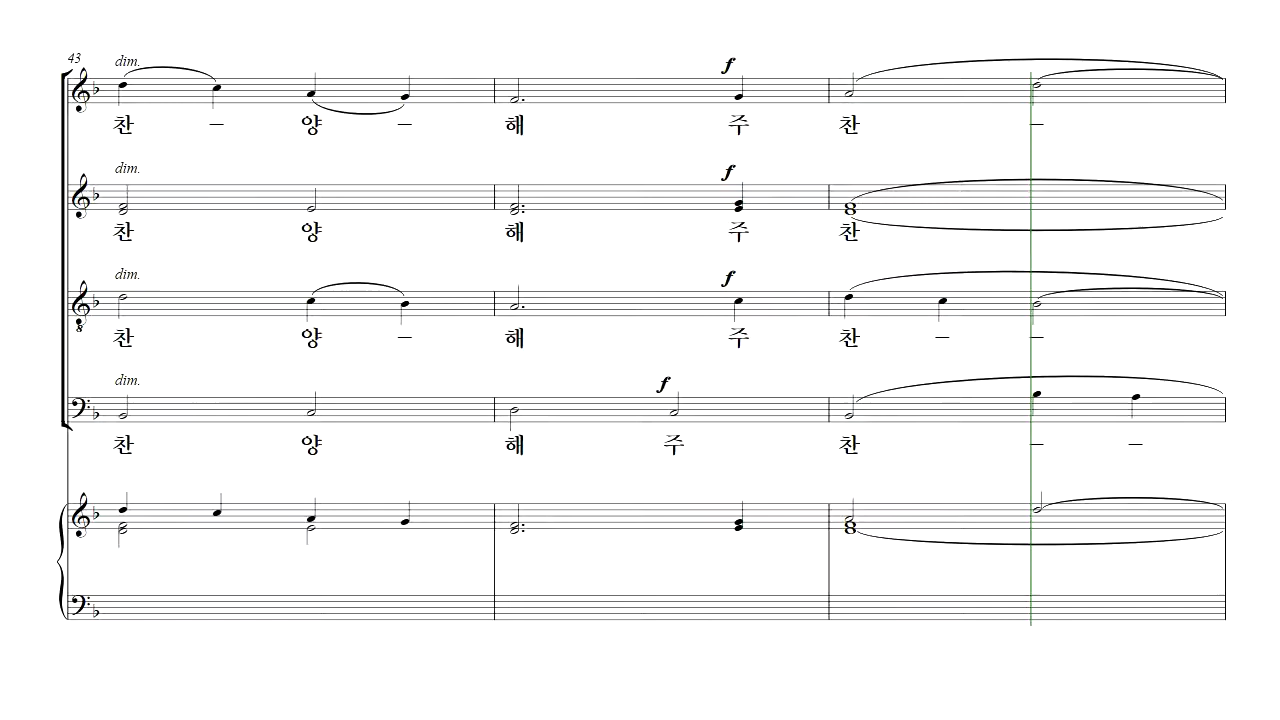 43
dim.
f
찬 – 양 – 해 주 찬 –
dim.
f
찬 양 해 주 찬
dim.
f
찬 양 – 해 주 찬 – –
8
dim.
f
찬 양 해 주 찬 – –